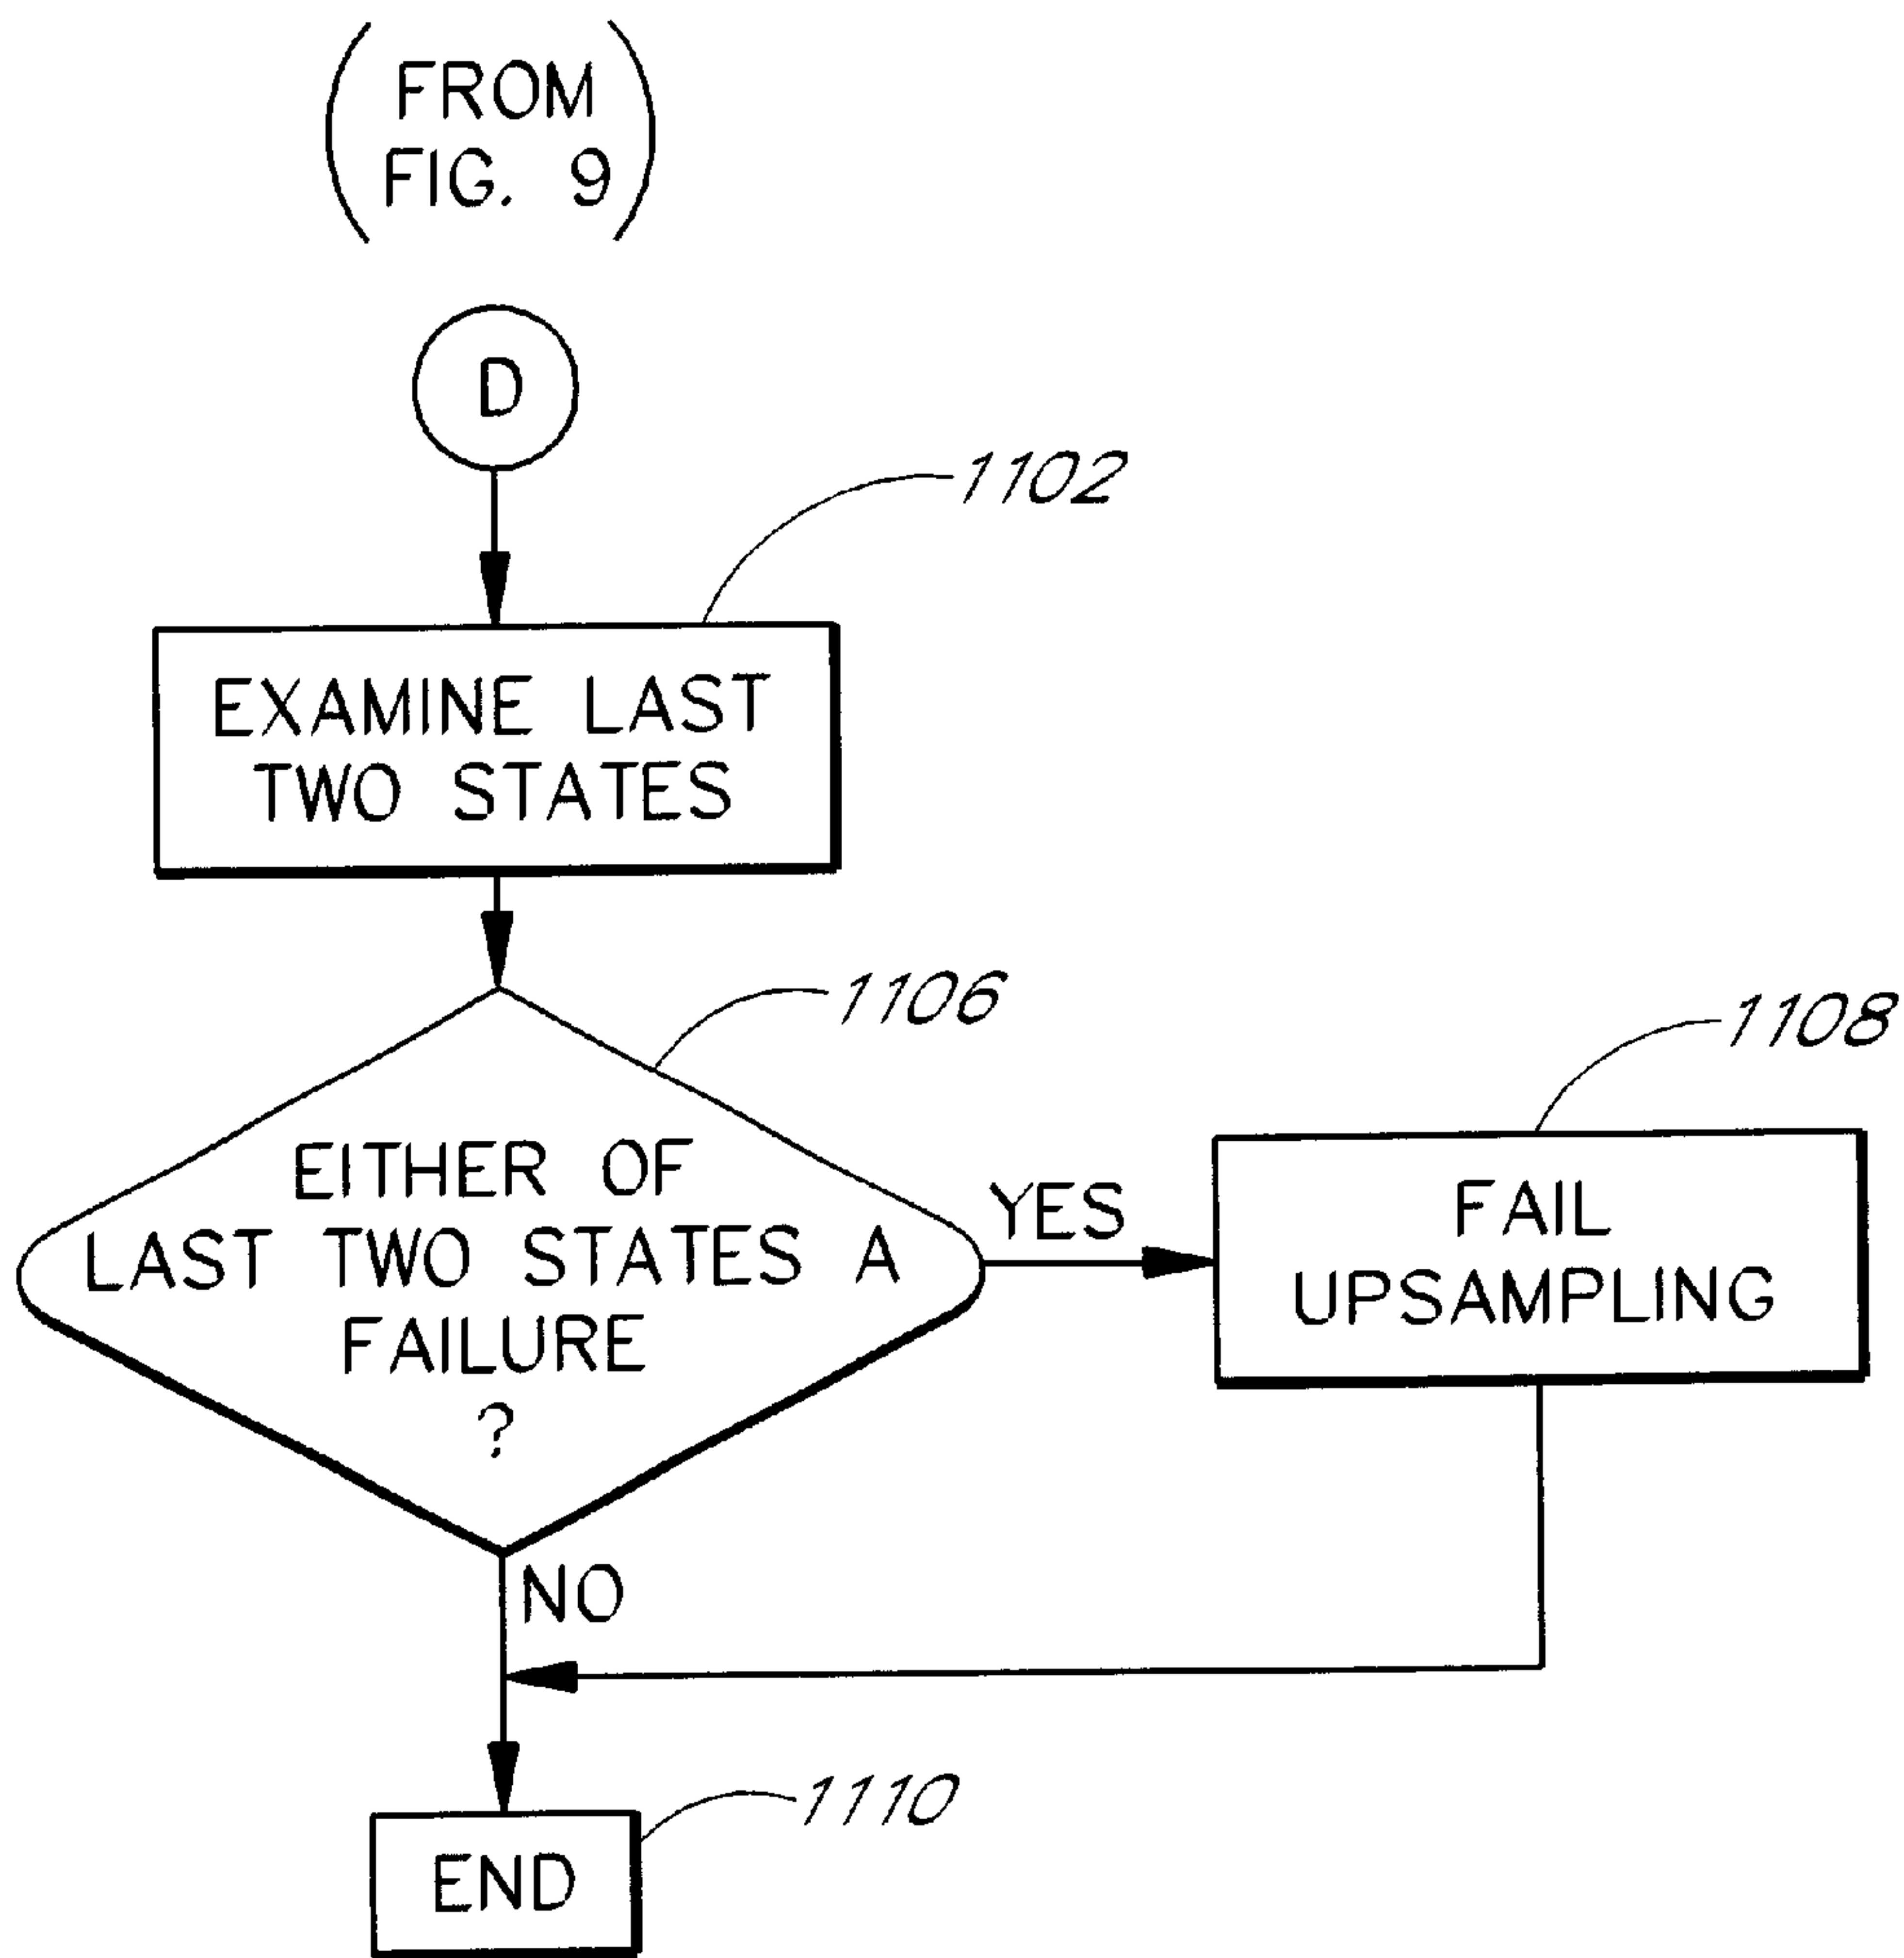 FROM
FIG. 9
D
1102
EXAMINE LAST
TWO STATES
1106
EITHER OF
LAST TWO STATES A
FAILURE
?
YES
1108
FAIL
UPSAMPLING
NO
1110
END